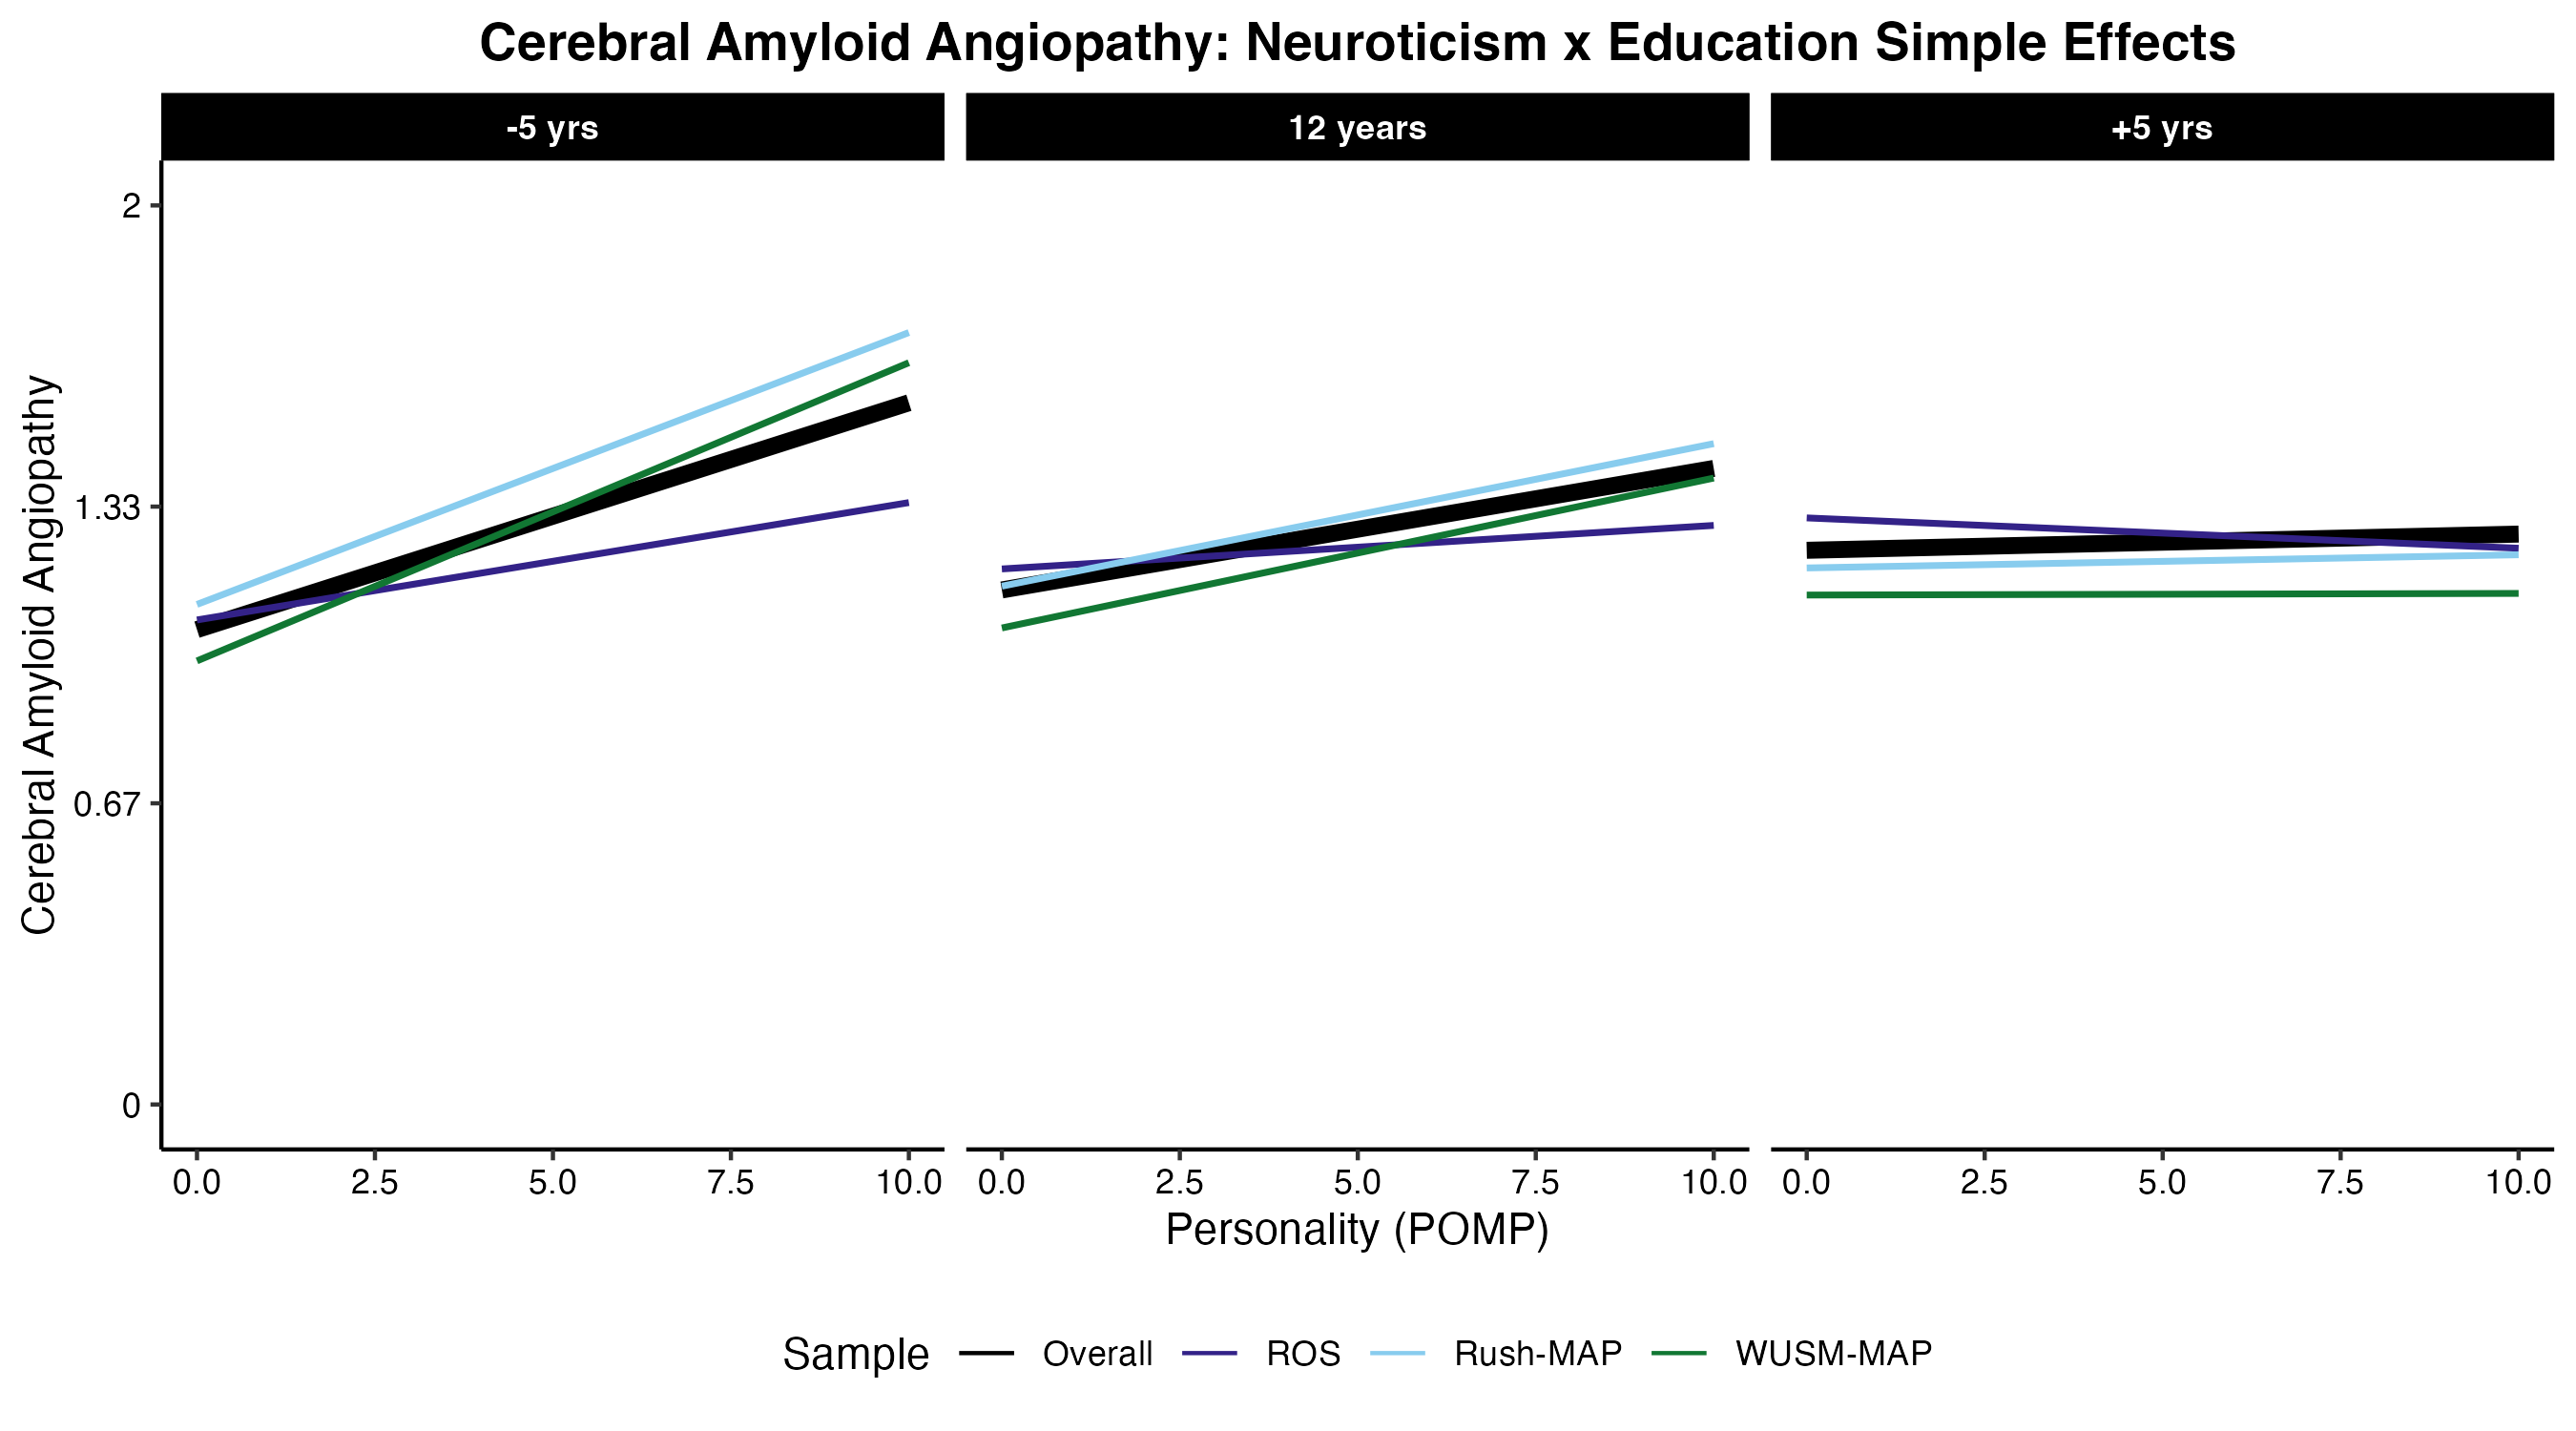 Cerebral Amyloid Angiopathy: Neuroticism x Education Simple Effects
-5 yrs
12 years
+5 yrs
Cerebral Amyloid Angiopathy
2
1.33
0.67
0
0.0 2.5 5.0 7.5 10.0
0.0 2.5 5.0 7.5 10.0
0.0 2.5 5.0 7.5 10.0
Personality (POMP)
Sample Overall ROS Rush-MAP WUSM-MAP